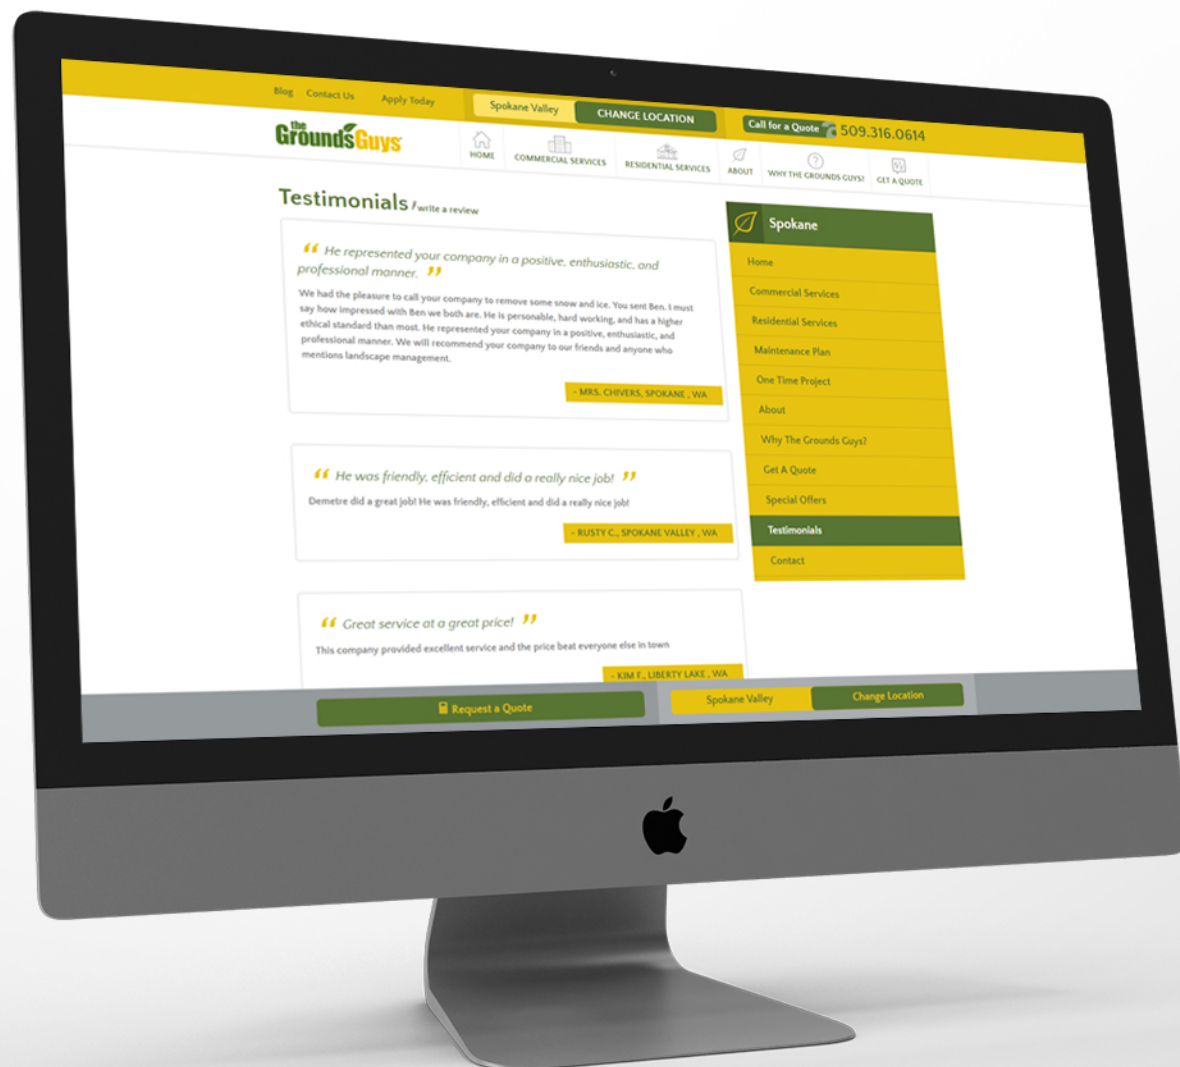 Blog Contact Us Apply Today Spokane Valley CHANGE LOCATION Call for a Quote 509.316.0614
the
GroundsGuys
HOME COMMERCIAL SERVICES RESIDENTIAL SERVICES ABOUT WHY THE GROUNDS GUYS? GET A QUOTE
Testimonials / write a review
“ He represented your company in a positive, enthusiastic, and
professional manner. ”
We had the pleasure to call your company to remove some snow and ice. You sent Ben. I must
say how impressed with Ben we both are. He is personable, hard working, and has a higher
ethical standard than most. He represented your company in a positive, enthusiastic, and
professional manner. We will recommend your company to our friends and anyone who
mentions landscape management.
- MRS. CHIVERS, SPOKANE , WA
“ He was friendly, efficient and did a really nice job! ”
Demetre did a great job! He was friendly, efficient and did a really nice job!
- RUSTY C., SPOKANE VALLEY , WA
“ Great service at a great price! ”
This company provided excellent service and the price beat everyone else in town
- KIM F., LIBERTY LAKE , WA
Spokane
Home
Commercial Services
Residential Services
Maintenance Plan
One Time Project
About
Why The Grounds Guys?
Get A Quote
Special Offers
Testimonials
Contact
Request a Quote Spokane Valley Change Location